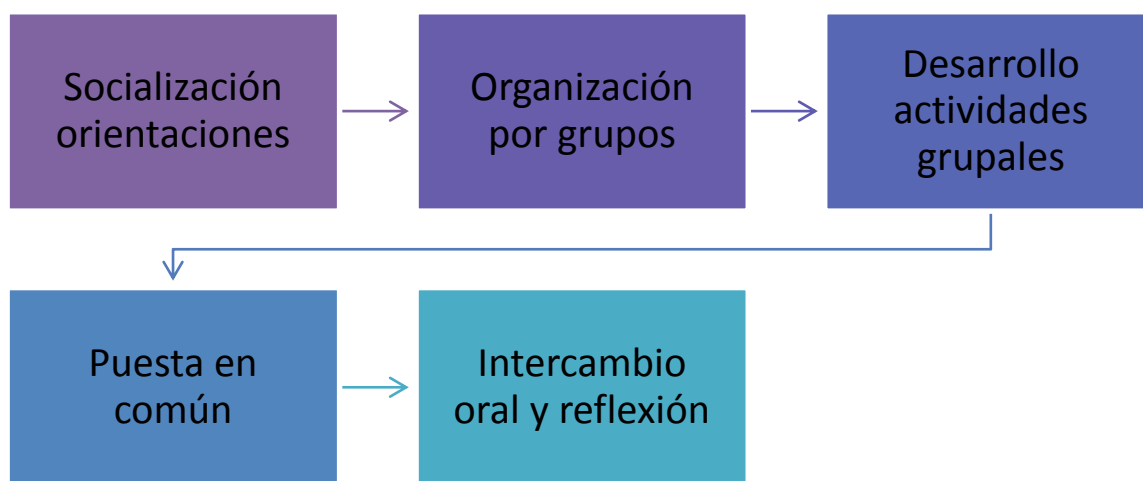 Socialización
orientaciones
Organización
por grupos
Desarrollo
actividades
grupales
Puesta en
común
Intercambio
oral y reflexión